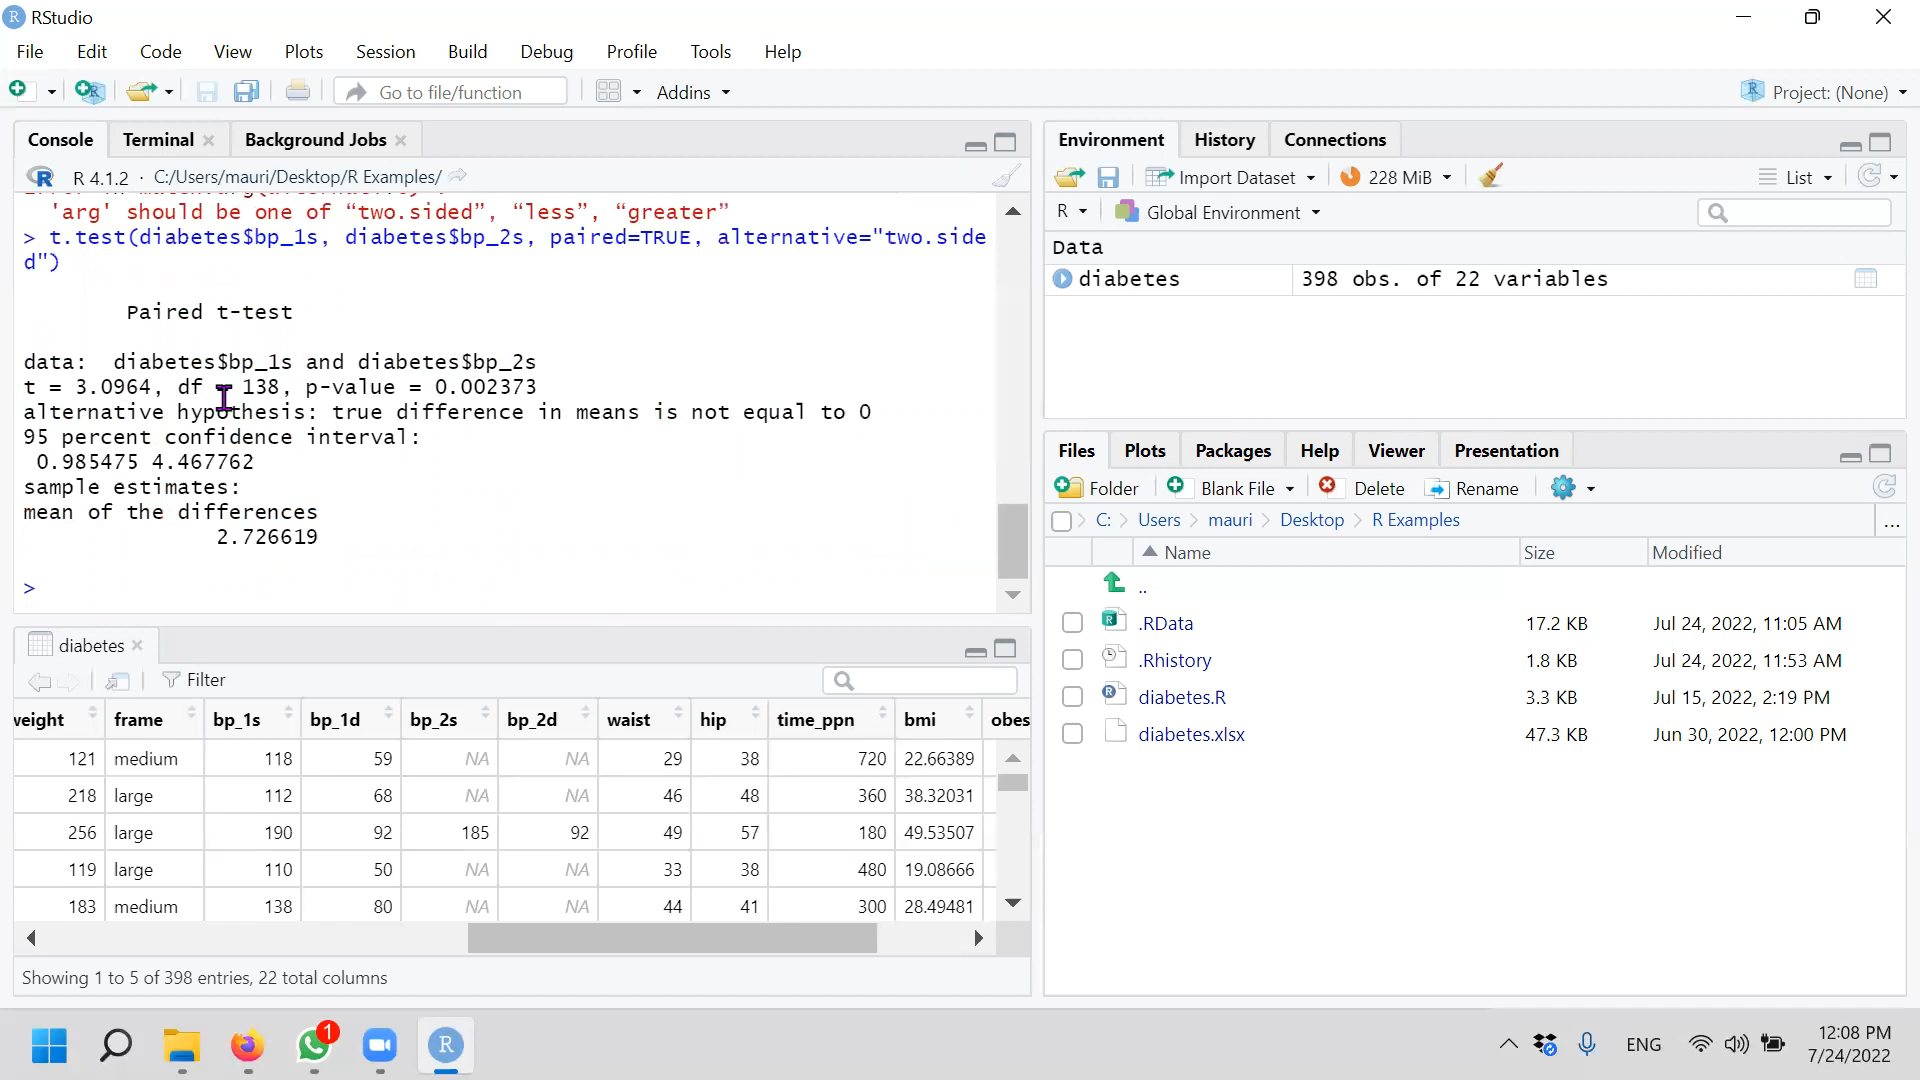 RStudio
File Edit Code View Plots Session Build Debug Profile Tools Help
Go to file/function Addins Project: (None)
Console Terminal Background Jobs
R 4.1.2 · C:/Users/mauri/Desktop/R Examples/
'arg' should be one of “two.sided”, “less”, “greater”
> t.test(diabetes$bp_1s, diabetes$bp_2s, paired=TRUE, alternative="two.side
d")
Paired t-test
data: diabetes$bp_1s and diabetes$bp_2s
t = 3.0964, df 138, p-value = 0.002373
alternative hypothesis: true difference in means is not equal to 0
95 percent confidence interval:
0.985475 4.467762
sample estimates:
mean of the differences
2.726619
>
diabetes
Filter
weight frame bp_1s bp_1d bp_2s bp_2d waist hip time_ppn bmi obes
121 medium 118 59 NA NA 29 38 720 22.66389
218 large 112 68 NA NA 46 48 360 38.32031
256 large 190 92 185 92 49 57 180 49.53507
119 large 110 50 NA NA 33 38 480 19.08666
183 medium 138 80 NA NA 44 41 300 28.49481
Showing 1 to 5 of 398 entries, 22 total columns
Environment History Connections
Import Dataset 228 MiB List
R Global Environment
Data
diabetes 398 obs. of 22 variables
Files Plots Packages Help Viewer Presentation
Folder Blank File Delete Rename
C: Users mauri Desktop R Examples ...
Name Size Modified
..
.RData 17.2 KB Jul 24, 2022, 11:05 AM
.Rhistory 1.8 KB Jul 24, 2022, 11:53 AM
diabetes.R 3.3 KB Jul 15, 2022, 2:19 PM
diabetes.xlsx 47.3 KB Jun 30, 2022, 12:00 PM
1
R
ENG
12:08 PM
7/24/2022